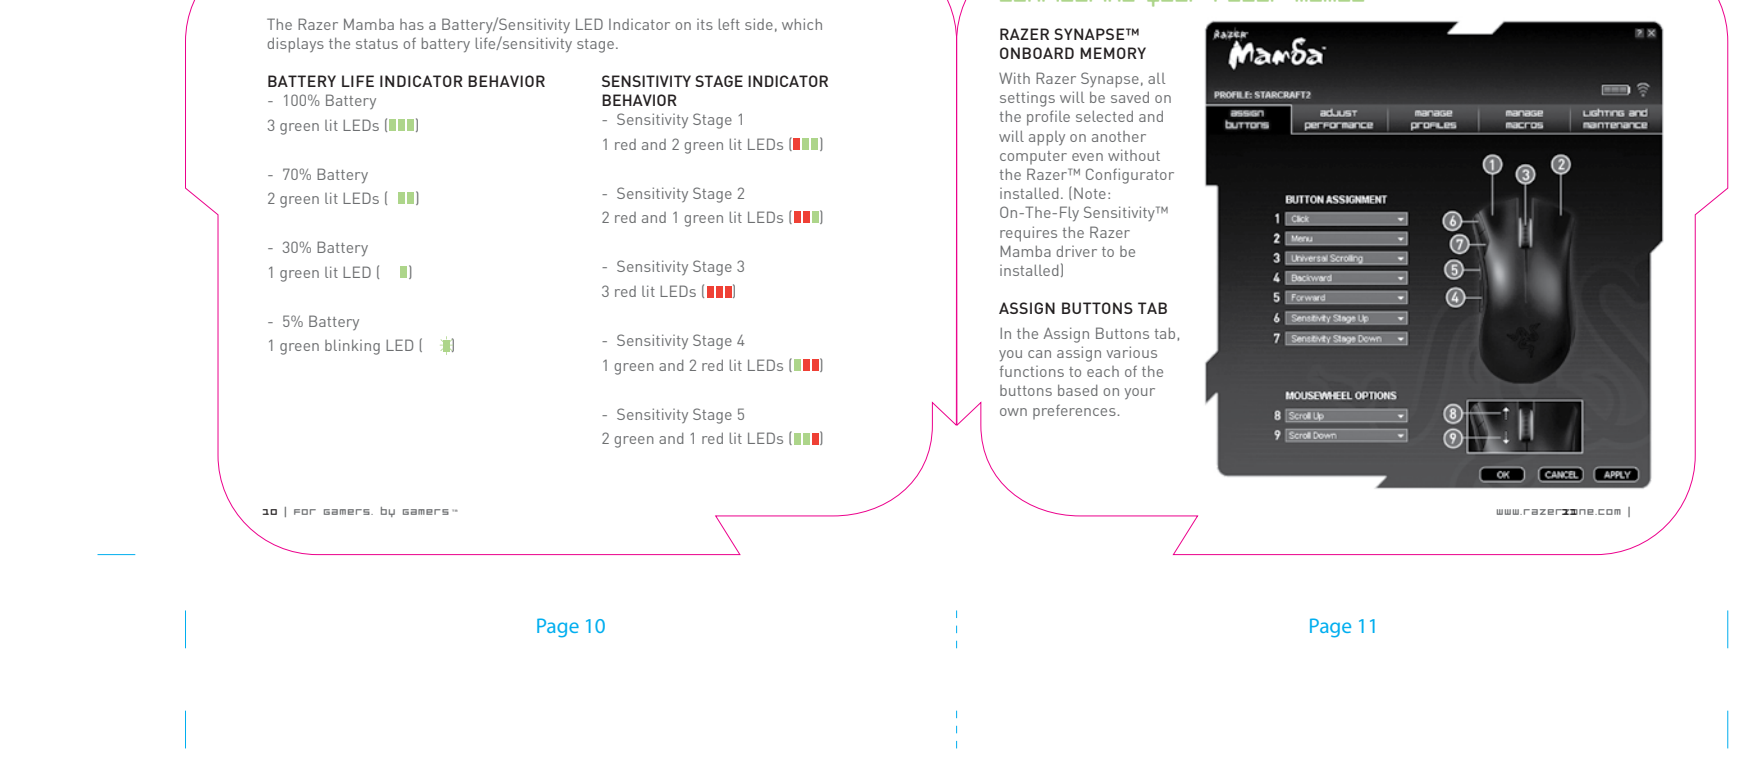 The Razer Mamba has a Battery/Sensitivity LED Indicator on its left side, which
displays the status of battery life/sensitivity stage.
BATTERY LIFE INDICATOR BEHAVIOR
- 100% Battery
3 green lit LEDs ( )
- 70% Battery
2 green lit LEDs ( )
- 30% Battery
1 green lit LED ( )
- 5% Battery
1 green blinking LED ( )
SENSITIVITY STAGE INDICATOR
BEHAVIOR
- Sensitivity Stage 1
1 red and 2 green lit LEDs ( )
- Sensitivity Stage 2
2 red and 1 green lit LEDs ( )
- Sensitivity Stage 3
3 red lit LEDs ( )
- Sensitivity Stage 4
1 green and 2 red lit LEDs ( )
- Sensitivity Stage 5
2 green and 1 red lit LEDs ( )
10 | For gamers. by gamers™
RAZER SYNAPSE™
ONBOARD MEMORY
With Razer Synapse, all
settings will be saved on
the profile selected and
will apply on another
computer even without
the Razer™ Configurator
installed. (Note:
On-The-Fly Sensitivity™
requires the Razer
Mamba driver to be
installed)
ASSIGN BUTTONS TAB
In the Assign Buttons tab,
you can assign various
functions to each of the
buttons based on your
own preferences.
Razer
Mamba
? X
PROFILE: STARCRAFT2
assign buttons
adjust performance
manage profiles
manage macros
Lighting and maintenance
BUTTON ASSIGNMENT
1 Click
2 Menu
3 Universal Scrolling
4 Backward
5 Forward
6 Sensitivity Stage Up
7 Sensitivity Stage Down
1 2 3
6
7
5
4
MOUSEWHEEL OPTIONS
8 Scroll Up
9 Scroll Down
8
9
OK CANCEL APPLY
11
Page 10
Page 11